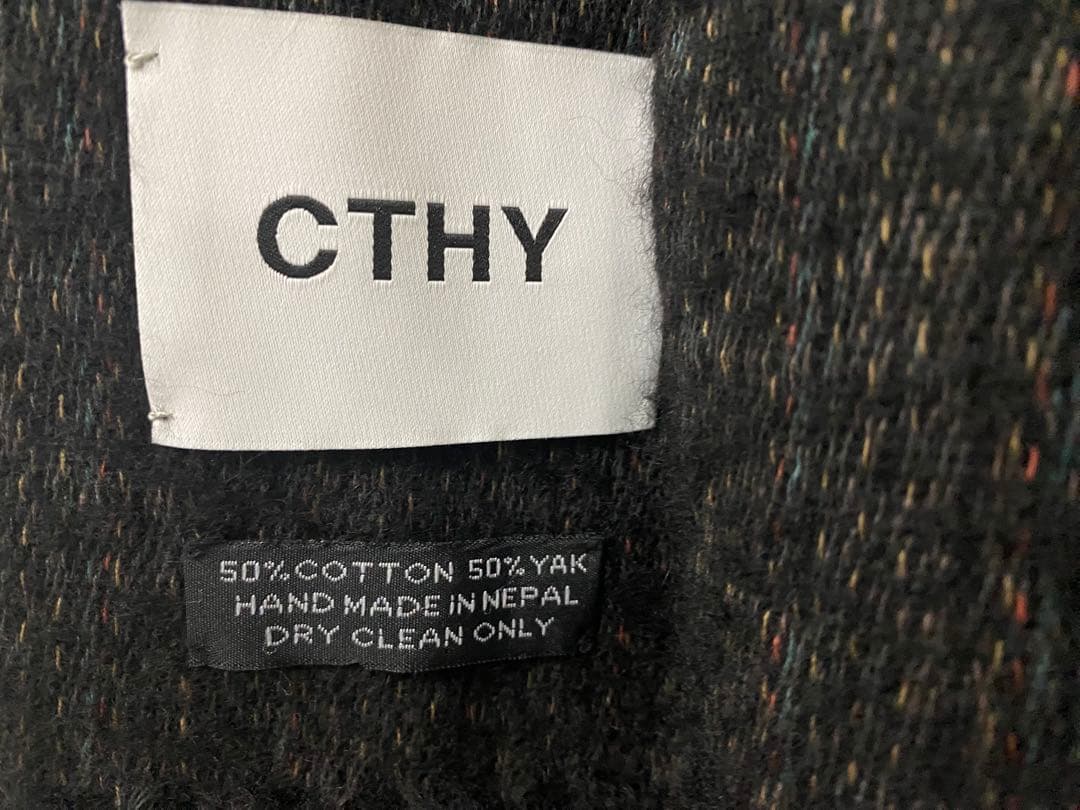 CTHY
50%COTTON 50%YAK
HAND MADE IN NEPAL
DRY CLEAN ONLY